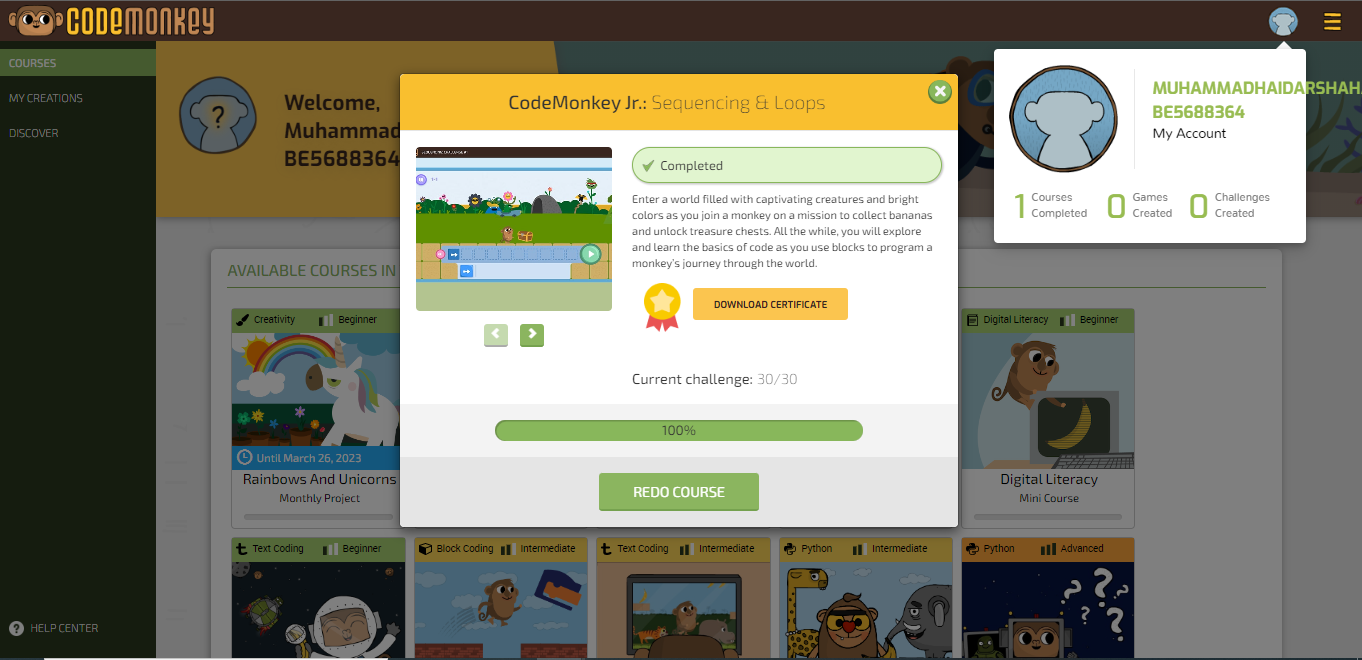 CODEMONKEY
COURSES
MY CREATIONS
DISCOVER
HELP CENTER
Welcome,
Muhammad
BE5688364
MUHAMMADHAIDARSHAH
BE5688364
My Account
1 Courses Completed
0 Games Created
0 Challenges Created
CodeMonkey Jr.: Sequencing & Loops
Completed
Enter a world filled with captivating creatures and bright
colors as you join a monkey on a mission to collect bananas
and unlock treasure chests. All the while, you will explore
and learn the basics of code as you use blocks to program a
monkey's journey through the world.
DOWNLOAD CERTIFICATE
Current challenge: 30/30
100%
REDO COURSE
AVAILABLE COURSES IN
Creativity Beginner
Until March 26, 2023
Rainbows And Unicorns
Monthly Project
Digital Literacy Beginner
Digital Literacy
Mini Course
Text Coding Beginner
Block Coding Intermediate
Text Coding Intermediate
Python Intermediate
Python Advanced